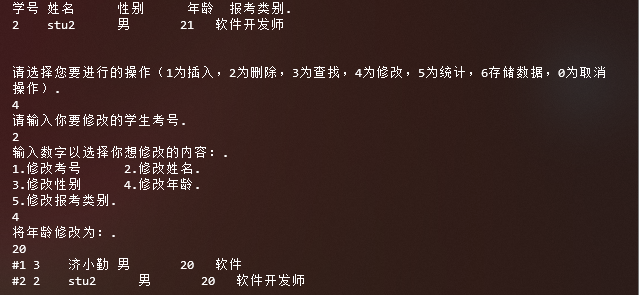 学号 姓名 性别 年龄 报考类别.
2 stu2 男 21 软件开发师
请选择您要进行的操作（1为插入，2为删除，3为查找，4为修改，5为统计，6存储数据，0为取消
操作）.
4
请输入你要修改的学生考号.
2
输入数字以选择你想修改的内容：.
1.修改考号 2.修改姓名.
3.修改性别 4.修改年龄.
5.修改报考类别.
4
将年龄修改为：.
20
#1 3 济小勤 男 20 软件
#2 2 stu2 男 20 软件开发师